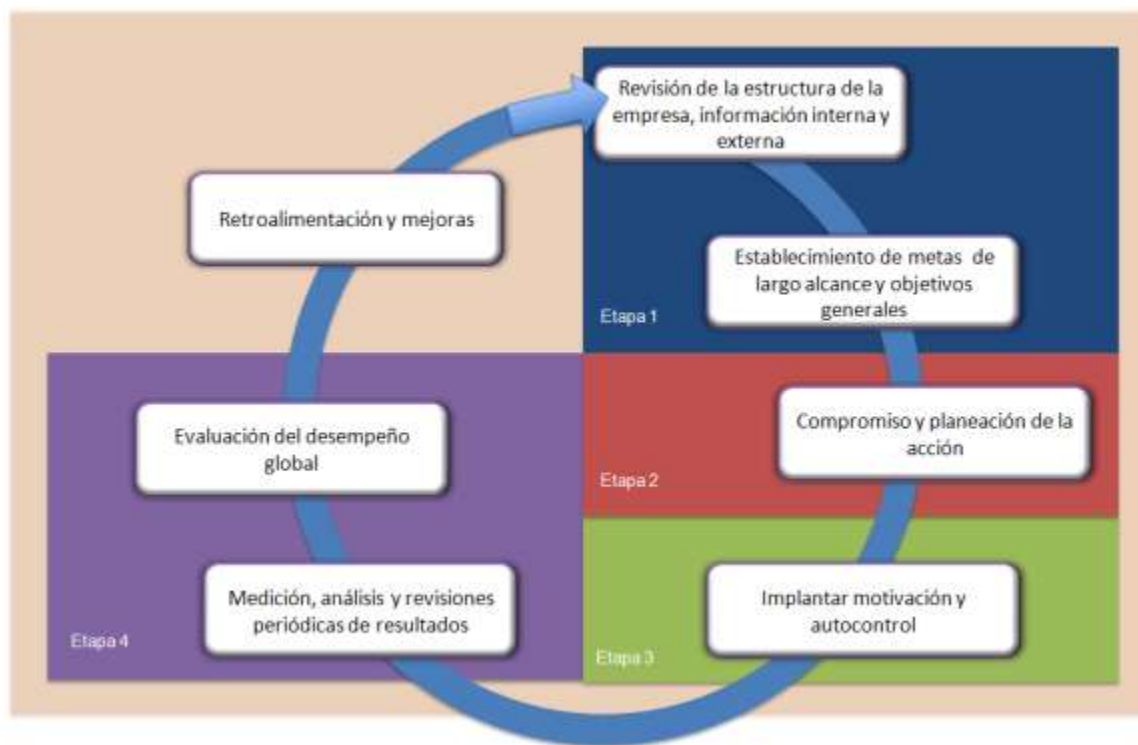 Revisión de la estructura de la
empresa, información interna y
externa
Establecimiento de metas de
largo alcance y objetivos
generales
Etapa 1
Compromiso y planeación de la
acción
Etapa 2
Implantar motivación y
autocontrol
Etapa 3
Medición, análisis y revisiones
periódicas de resultados
Etapa 4
Evaluación del desempeño
global
Retroalimentación y mejoras